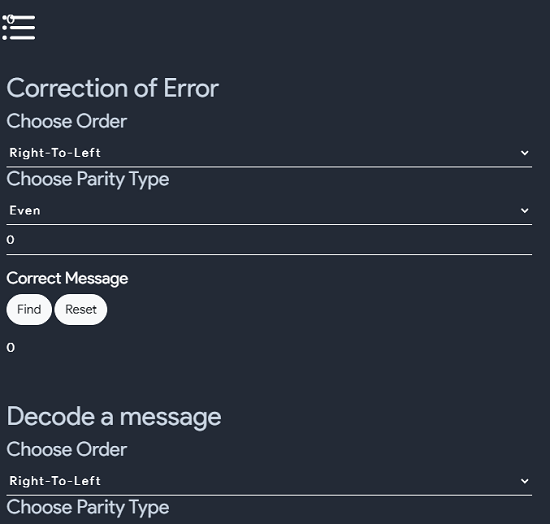 0
Correction of Error
Choose Order
Right-To-Left
Choose Parity Type
Even
0
Correct Message
Find Reset
0
Decode a message
Choose Order
Right-To-Left
Choose Parity Type